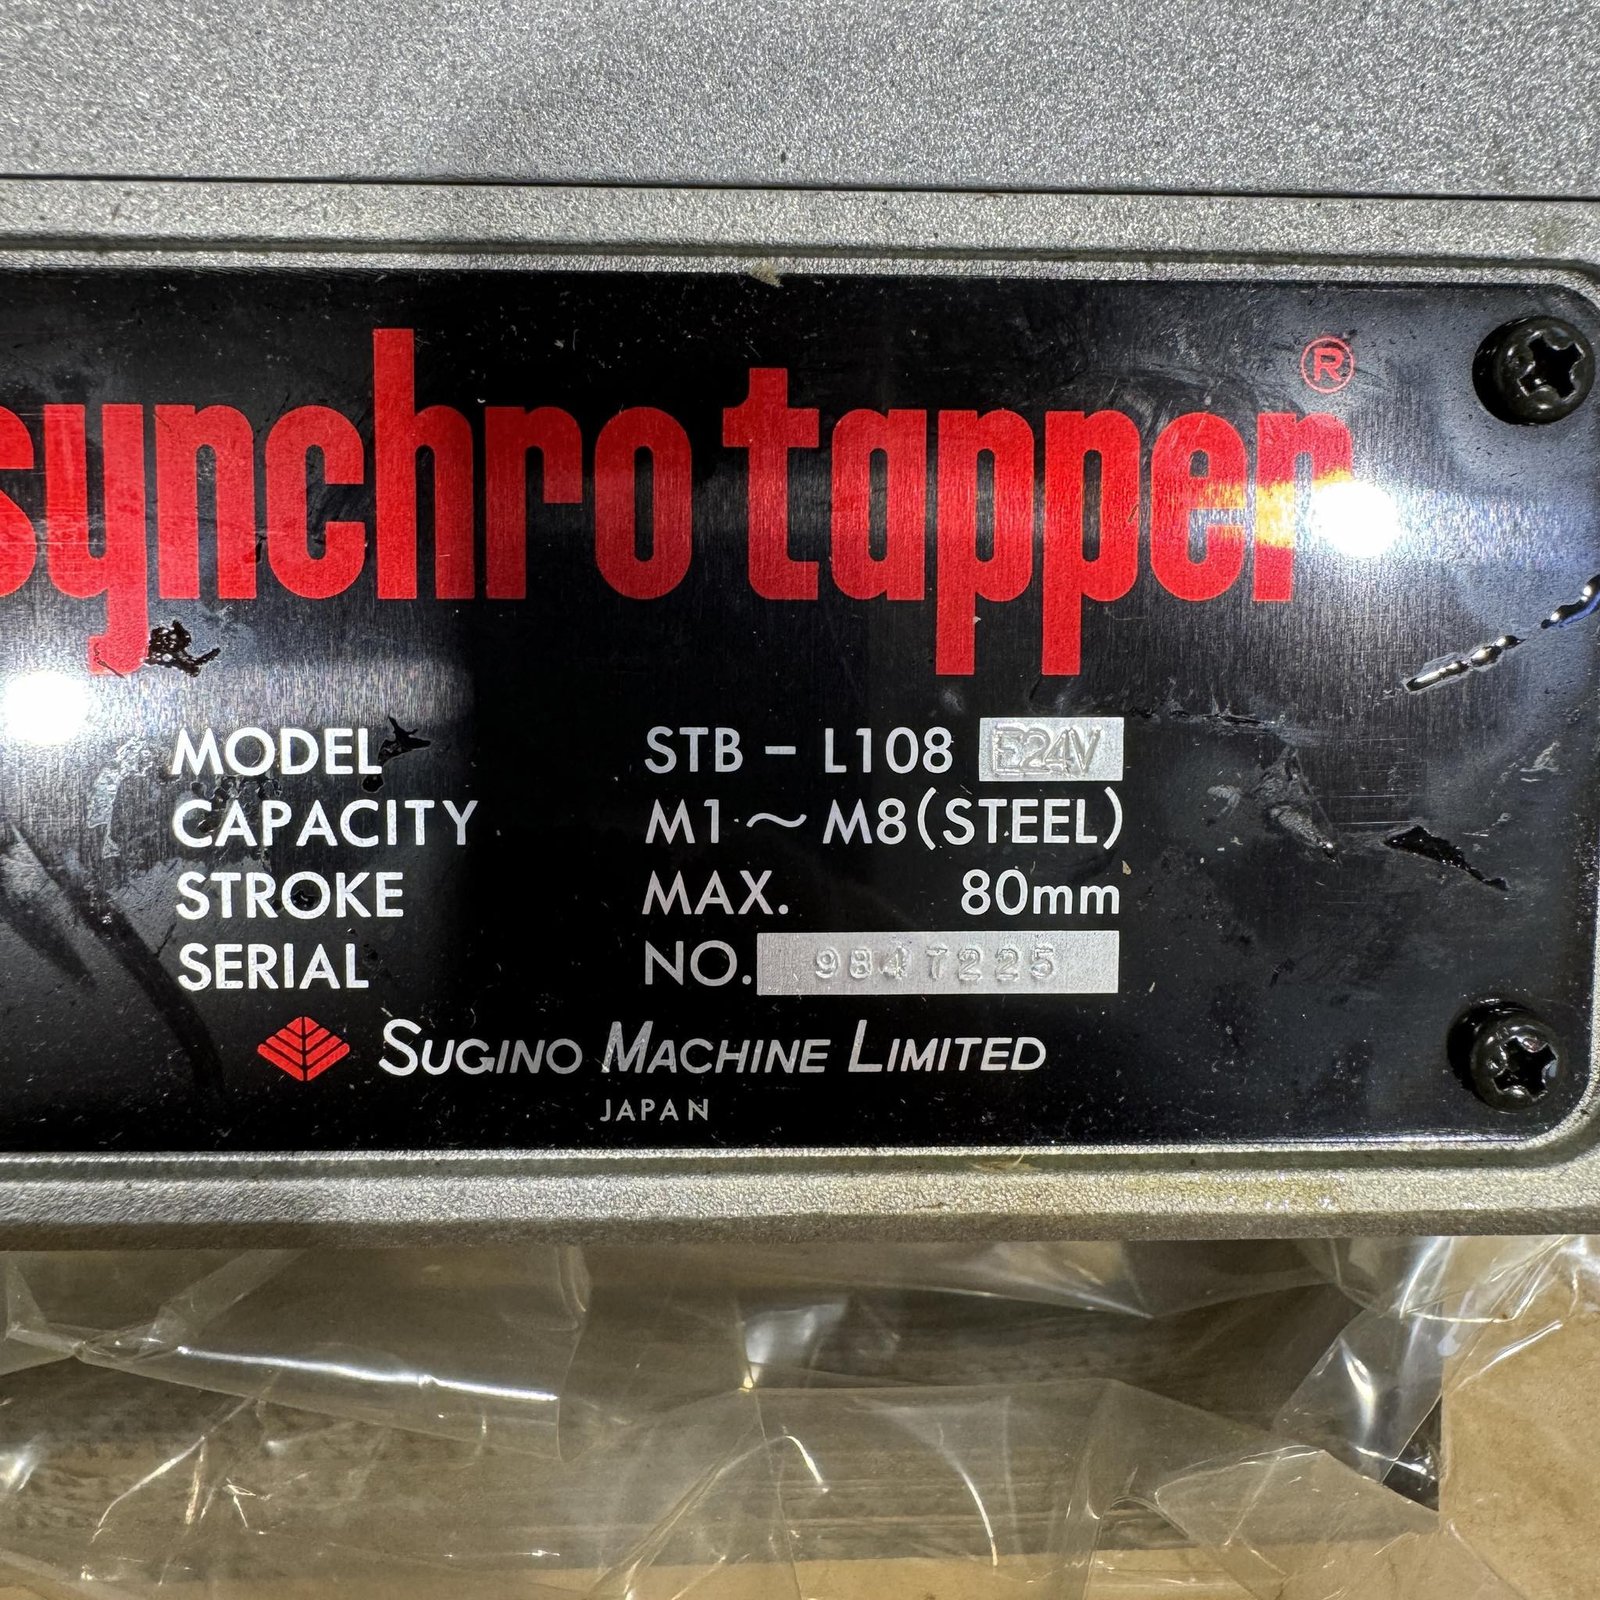 synchro tapper®
MODEL STB - L108 E24V
CAPACITY M1~M8(STEEL)
STROKE MAX. 80mm
SERIAL NO. 9847225
SUGINO MACHINE LIMITED
JAPAN